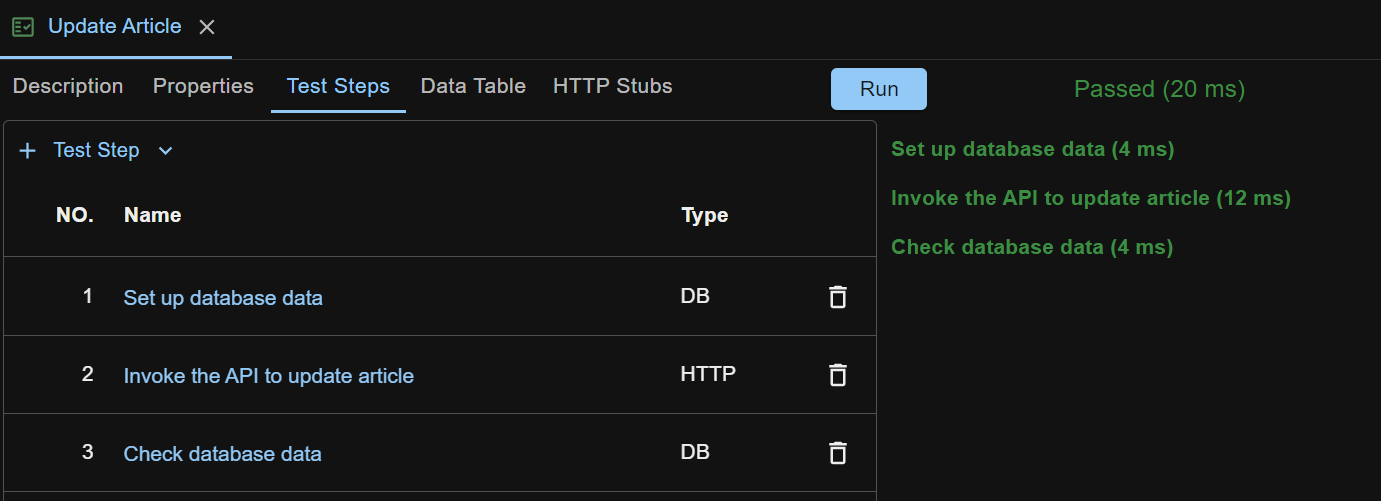 Update Article
Description Properties Test Steps Data Table HTTP Stubs Run Passed (20 ms)
Test Step
NO. Name Type
1 Set up database data DB
2 Invoke the API to update article HTTP
3 Check database data DB
Set up database data (4 ms)
Invoke the API to update article (12 ms)
Check database data (4 ms)